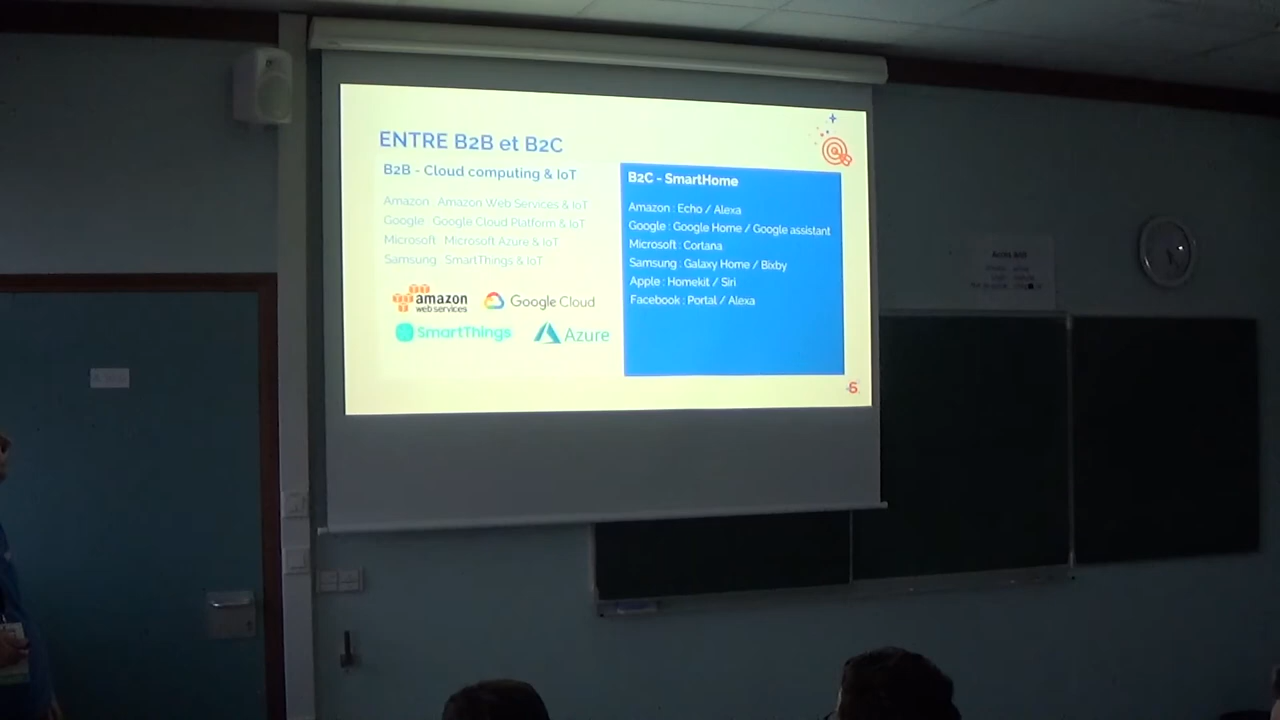 ENTRE B2B et B2C
B2B - Cloud computing & IoT
Amazon : Amazon Web Services & IoT
Google : Google Cloud Platform & IoT
Microsoft : Microsoft Azure & IoT
Samsung : SmartThings & IoT
amazon
web services
Google Cloud
SmartThings
Azure
B2C - SmartHome
Amazon : Echo / Alexa
Google : Google Home / Google assistant
Microsoft : Cortana
Samsung : Galaxy Home / Bixby
Apple : Homekit / Siri
Facebook : Portal / Alexa
6